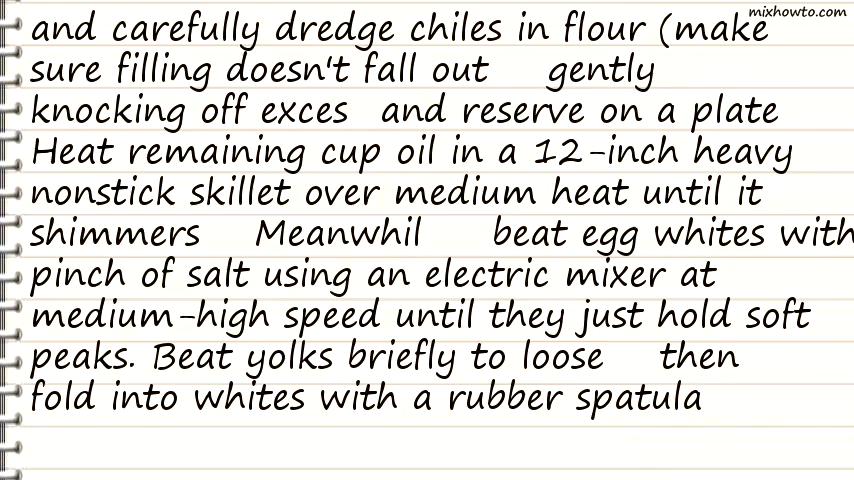 mixhowto.com
and carefully dredge chiles in flour (make
sure filling doesn't fall out gently
knocking off exces and reserve on a plate
Heat remaining cup oil in a 12-inch heavy
nonstick skillet over medium heat until it
shimmers Meanwhil beat egg whites with
pinch of salt using an electric mixer at
medium-high speed until they just hold soft
peaks. Beat yolks briefly to loose then
fold into whites with a rubber spatula